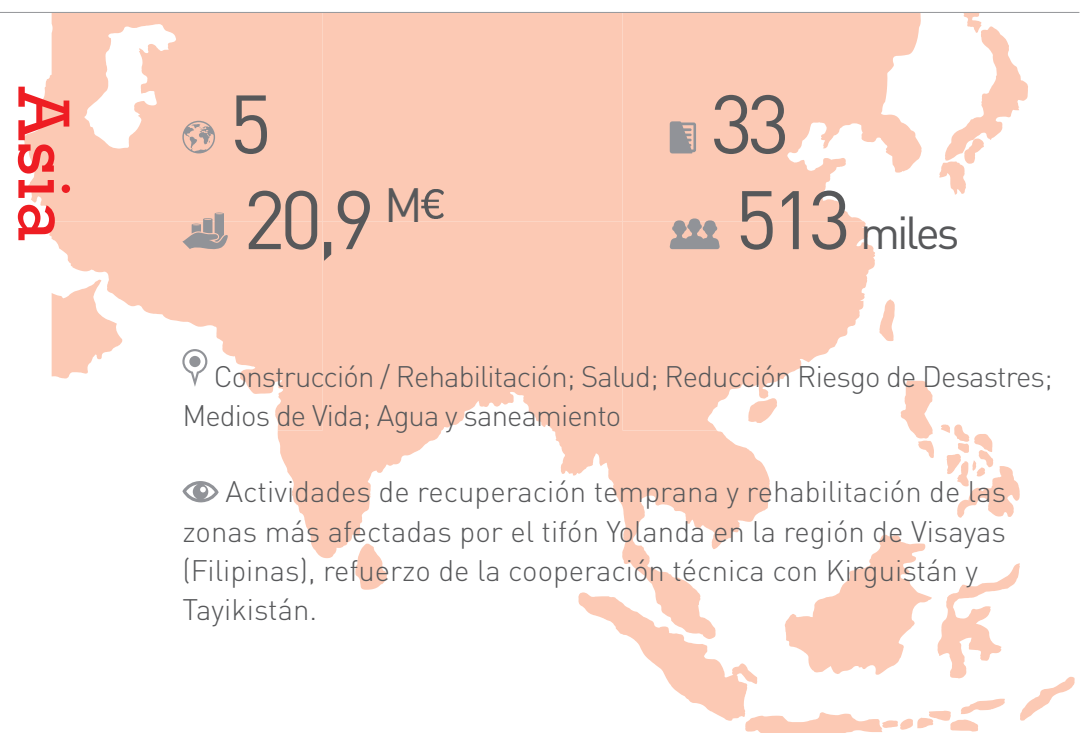 Asia
5
33
20,9 M€
513 miles
Construcción / Rehabilitación; Salud; Reducción Riesgo de Desastres;
Medios de Vida; Agua y saneamiento
Actividades de recuperación temprana y rehabilitación de las
zonas más afectadas por el tifón Yolanda en la región de Visayas
(Filipinas), refuerzo de la cooperación técnica con Kirguistán y
Tayikistán.